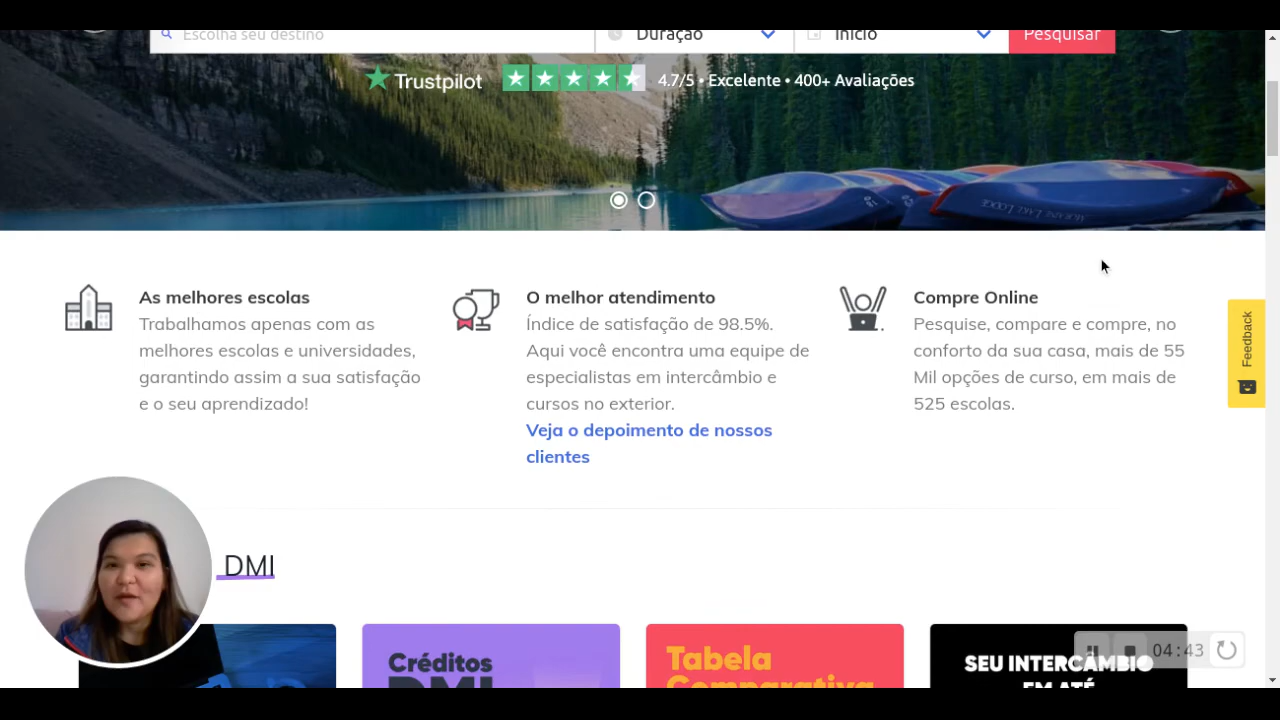 Escolha seu destino
Duração
Início
Pesquisar
Trustpilot
4.7/5 • Excelente • 400+ Avaliações
As melhores escolas
Trabalhamos apenas com as
melhores escolas e universidades,
garantindo assim a sua satisfação
e o seu aprendizado!
O melhor atendimento
Índice de satisfação de 98.5%.
Aqui você encontra uma equipe de
especialistas em intercâmbio e
cursos no exterior.
Veja o depoimento de nossos
clientes
Compre Online
Pesquise, compare e compre, no
conforto da sua casa, mais de 55
Mil opções de curso, em mais de
525 escolas.
Feedback
DMI
Créditos
DMI
Tabela
Comparativa
SEU INTERCÂMBIO
EM ATÉ
04:43